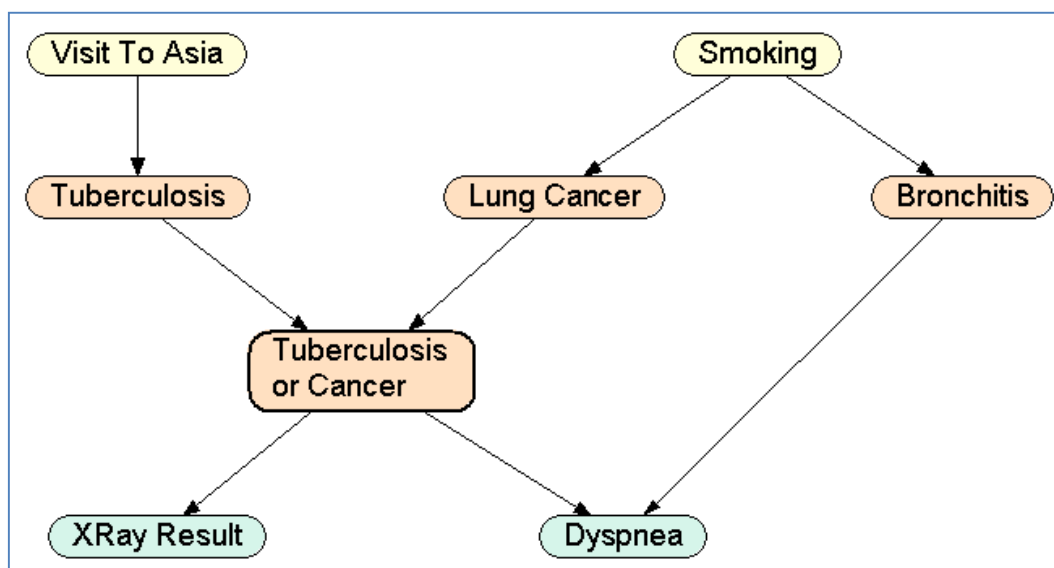 Visit To Asia
Smoking
Tuberculosis
Lung Cancer
Bronchitis
Tuberculosis
or Cancer
XRay Result
Dyspnea